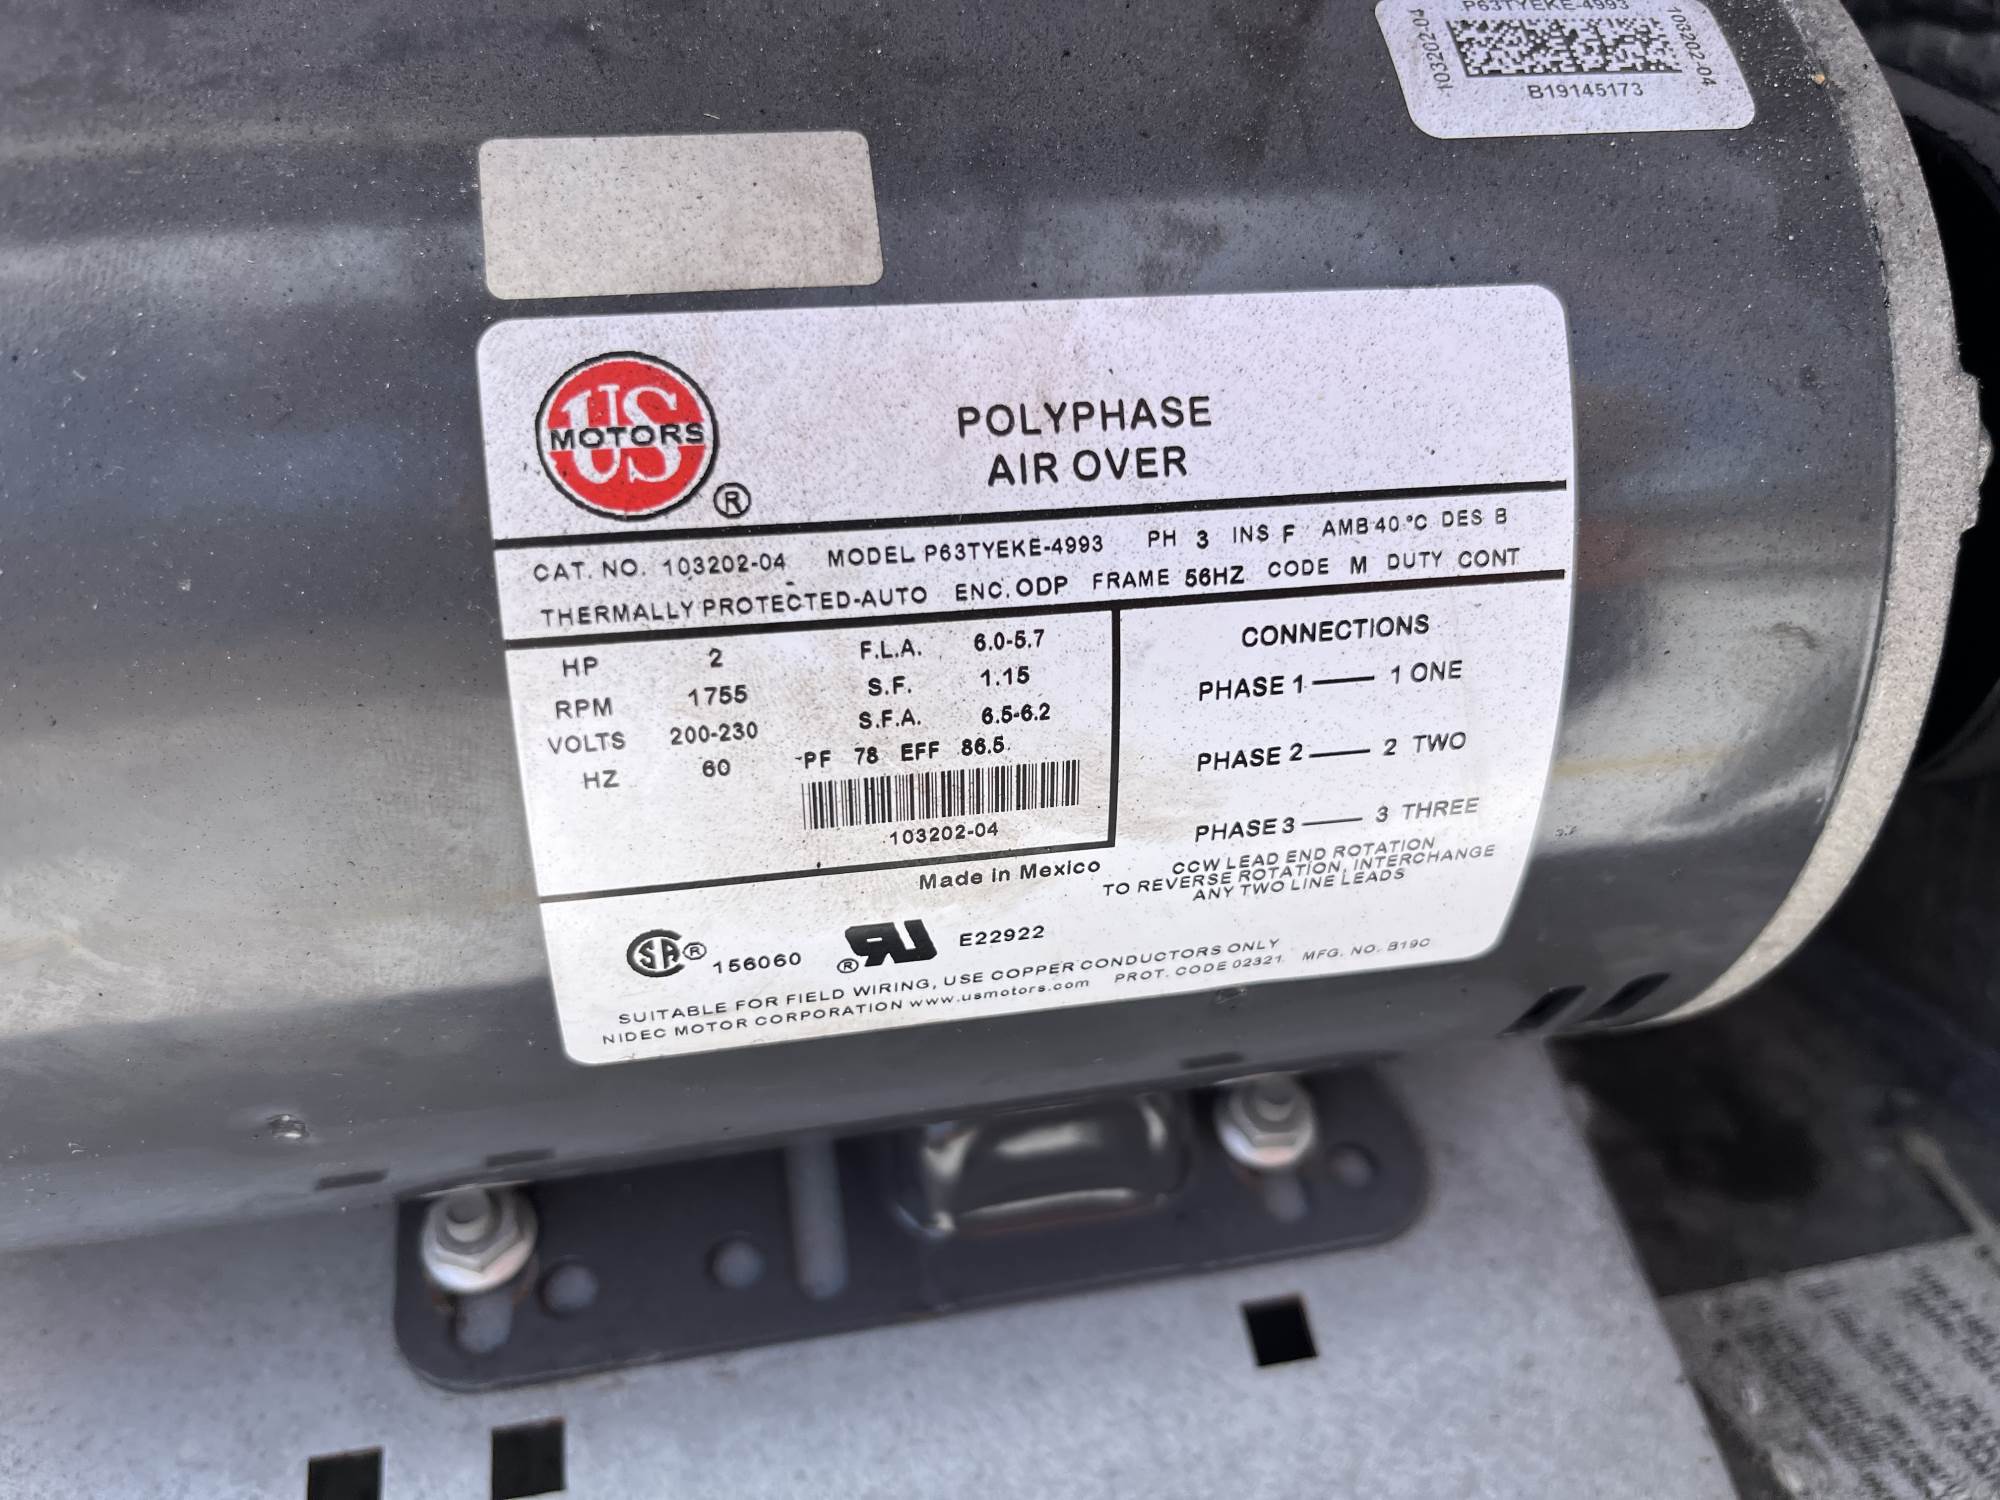 P63TYEKE-4993
103202-04
103202-04
B19145173
US
MOTORS
®
POLYPHASE
AIR OVER
CAT. NO. 103202-04 MODEL P63TYEKE-4993 PH 3 INS F AMB 40 °C DES B
THERMALLY PROTECTED-AUTO ENC. ODP FRAME 56HZ CODE M DUTY CONT
HP 2 F.L.A. 6.0-5.7
RPM 1755 S.F. 1.15
VOLTS 200-230 S.F.A. 6.5-6.2
HZ 60 PF 78 EFF 86.5
103202-04
Made in Mexico
CONNECTIONS
PHASE 1 —— 1 ONE
PHASE 2 —— 2 TWO
PHASE 3 —— 3 THREE
CCW LEAD END ROTATION
TO REVERSE ROTATION, INTERCHANGE
ANY TWO LINE LEADS
SA® 156060 ®RU E22922
SUITABLE FOR FIELD WIRING, USE COPPER CONDUCTORS ONLY
NIDEC MOTOR CORPORATION www.usmotors.com PROT. CODE 02321 MFG. NO. B19C